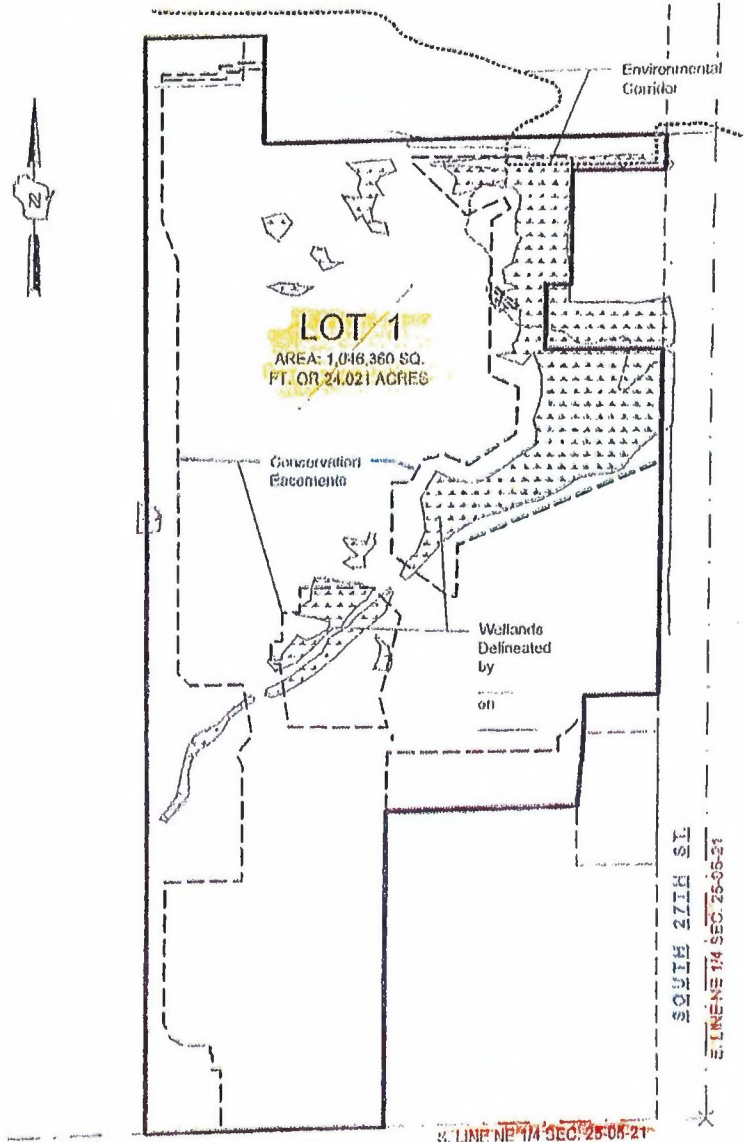 Environmental
Corridor
LOT 1
AREA: 1,046,360 SQ.
FT. OR 24.021 ACRES
Conservation
Easements
Wetlands
Delineated
by
on
SOUTH 27TH ST.
E. LINE NE 1/4 SEC. 25-05-21
S. LINE NE 1/4 SEC. 25-05-21
N